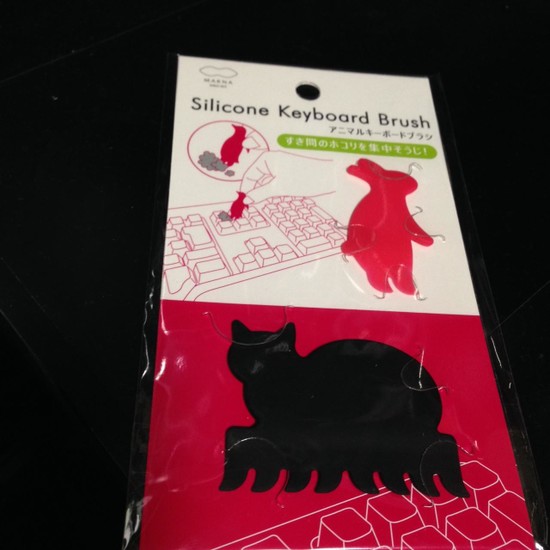 MARNA
Silicone Keyboard Brush
アニマルキーボードブラシ
すき間のホコリを集中そうじ!